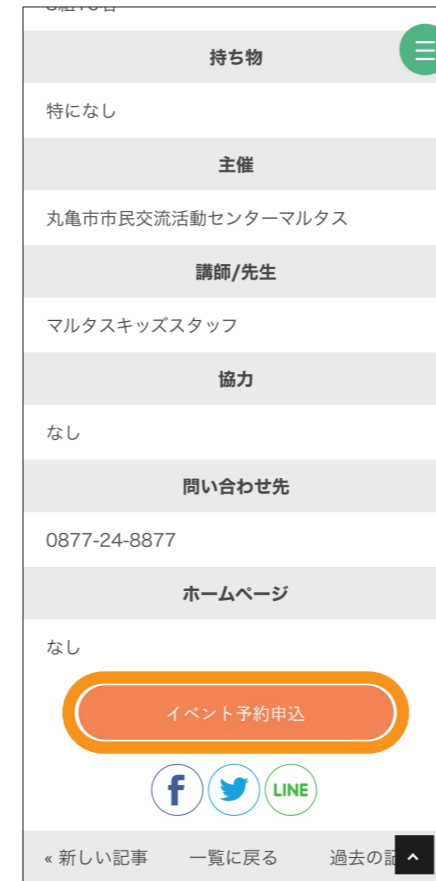 持ち物
特になし
主催
丸亀市市民交流活動センターマルタス
講師/先生
マルタスキッズスタッフ
協力
なし
問い合わせ先
0877-24-8877
ホームページ
なし
イベント予約申込
f LINE
« 新しい記事 一覧に戻る 過去の記